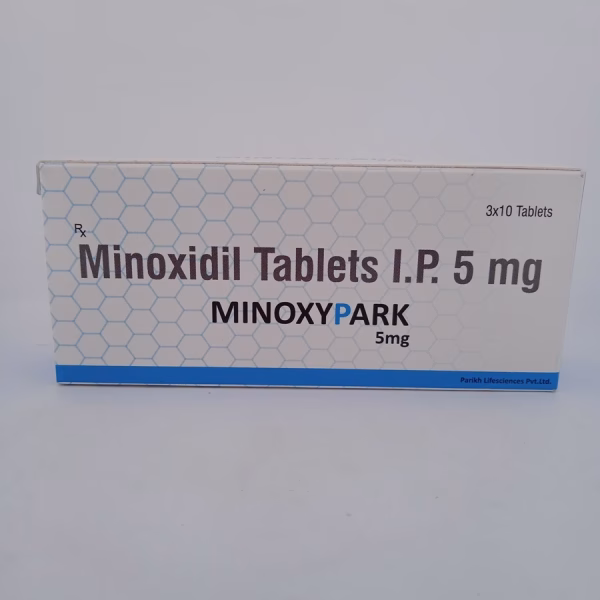 3x10 Tablets
Rx
Minoxidil Tablets I.P. 5 mg
MINOXYPARK
5mg
Parikh Lifesciences Pvt.Ltd.